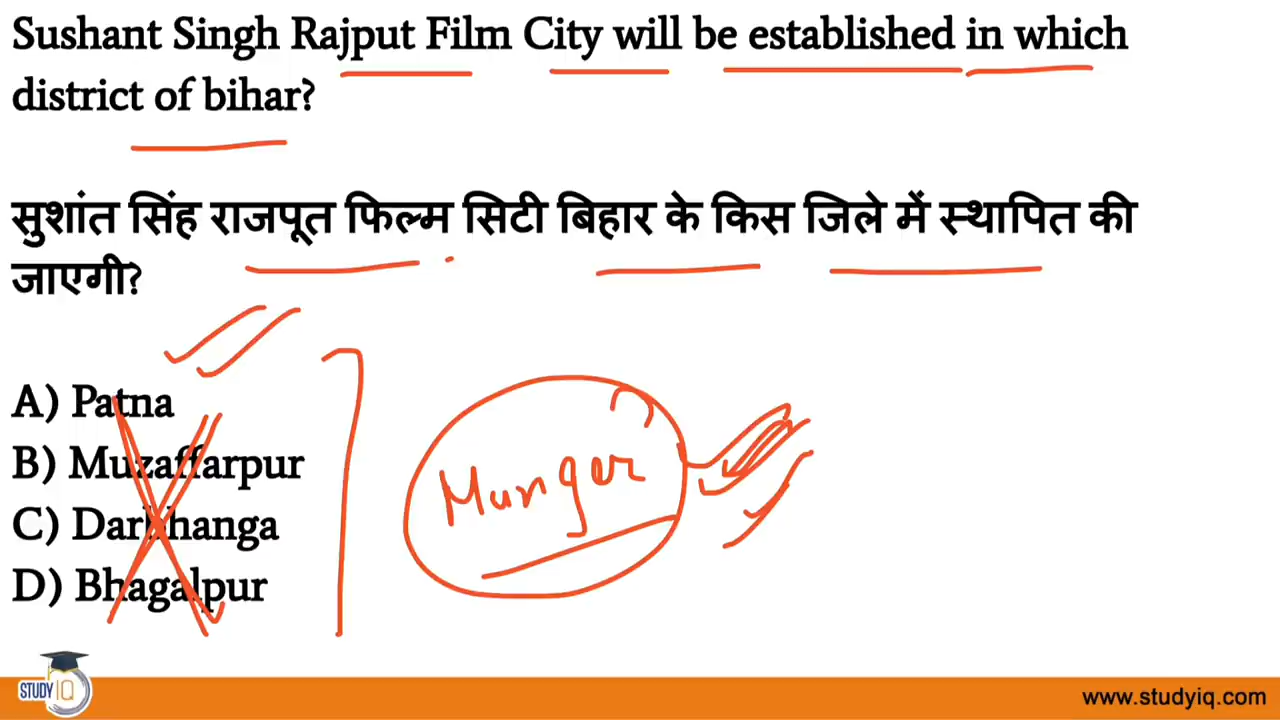 Sushant Singh Rajput Film City will be established in which
district of bihar?
सुशांत सिंह राजपूत फिल्म सिटी बिहार के किस जिले में स्थापित की
जाएगी?
A) Patna
B) Muzaffarpur
C) Darbhanga
D) Bhagalpur
Munger
STUDY IQ
www.studyiq.com